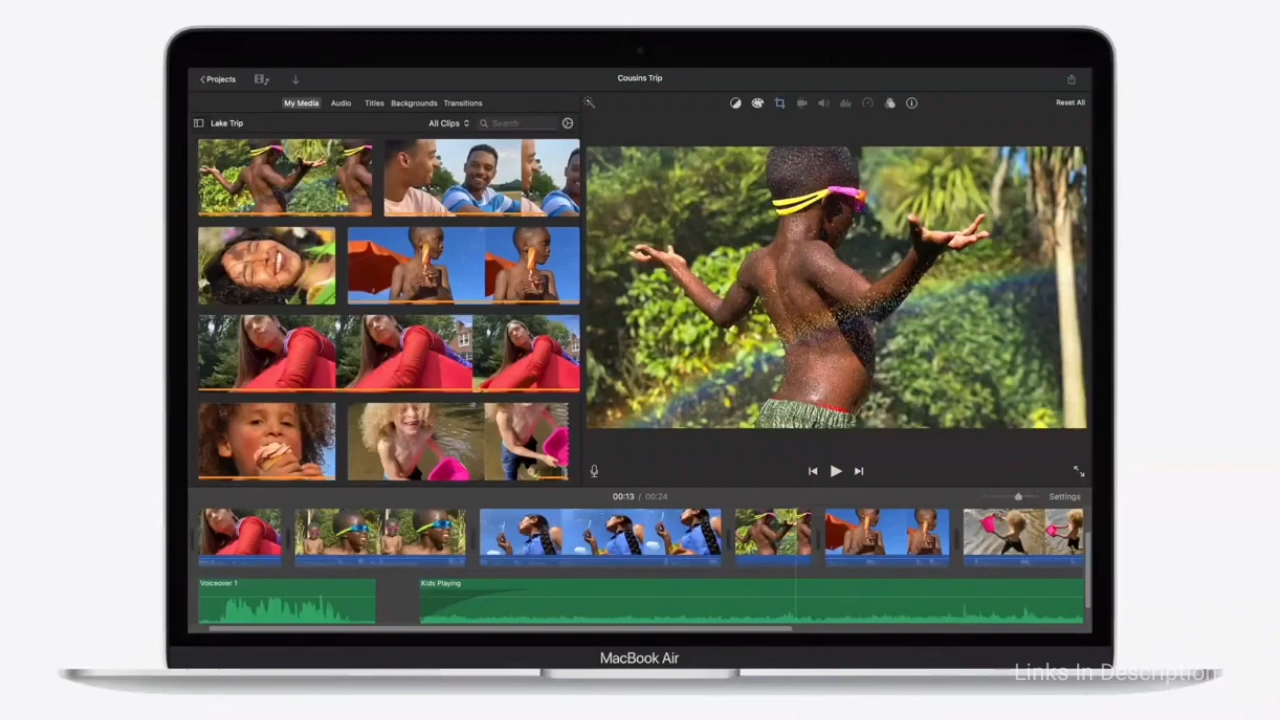 Projects
Cousins Trip
My Media Audio Titles Backgrounds Transitions
Reset All
Lake Trip
All Clips
Search
00:13 / 00:24
Settings
Voiceover 1
Kids Playing
MacBook Air
Links In Description